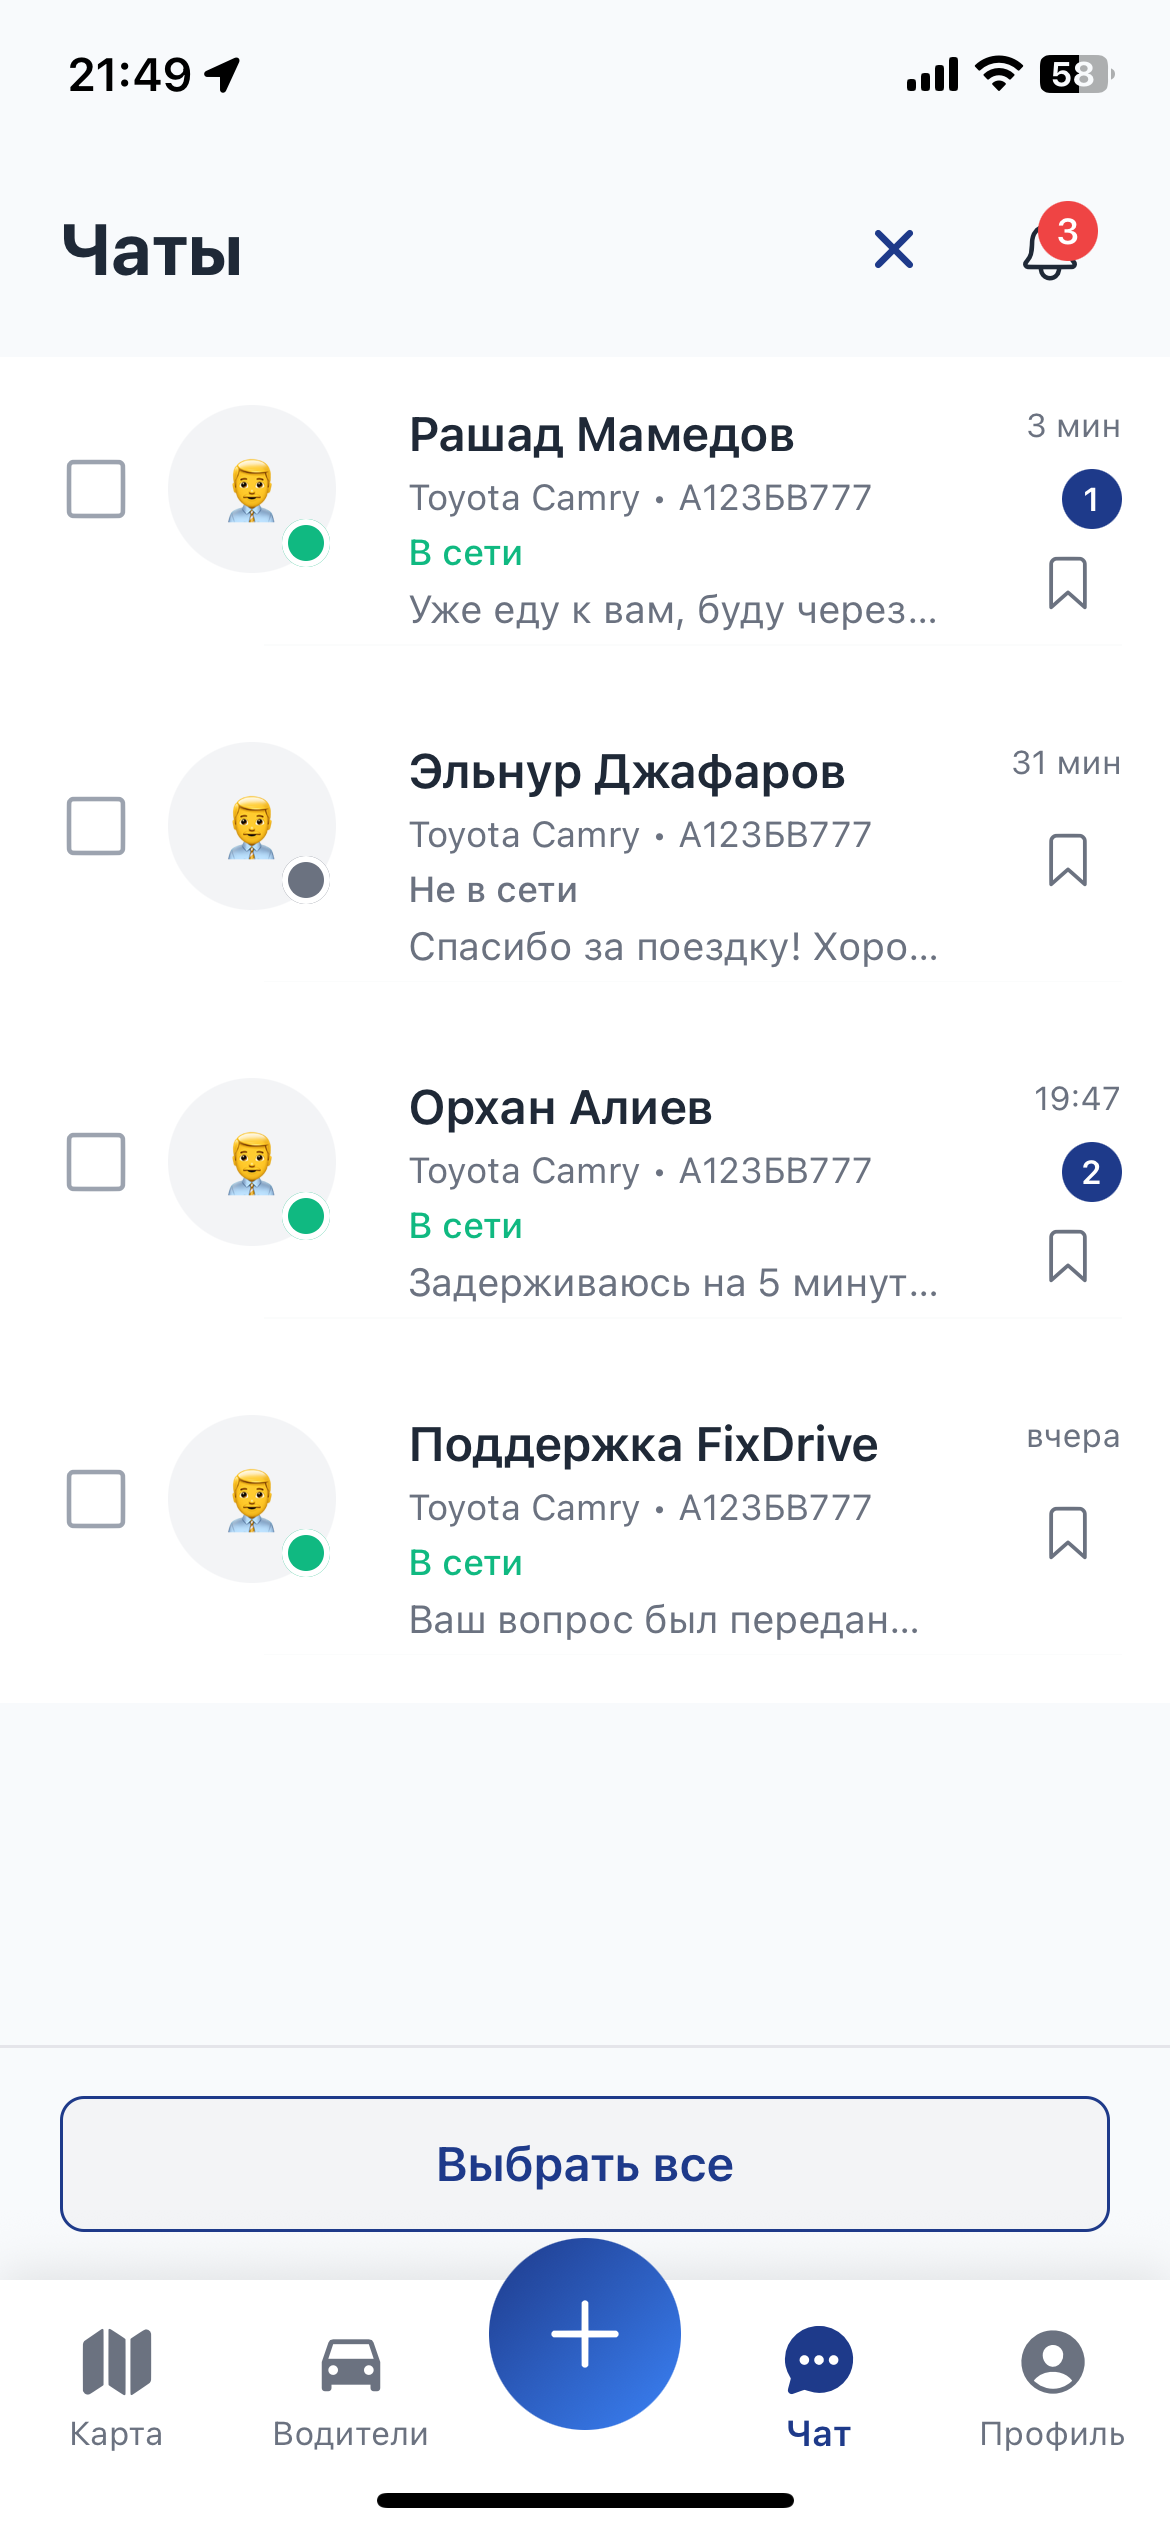 21:49
58
Чаты
3
Рашад Мамедов
3 мин
Toyota Camry • А123БВ777
1
В сети
Уже еду к вам, буду через...
Эльнур Джафаров
31 мин
Toyota Camry • А123БВ777
Не в сети
Спасибо за поездку! Хоро...
Орхан Алиев
19:47
Toyota Camry • А123БВ777
2
В сети
Задерживаюсь на 5 минут...
Поддержка FixDrive
вчера
Toyota Camry • А123БВ777
В сети
Ваш вопрос был передан...
Выбрать все
Карта
Водители
Чат
Профиль